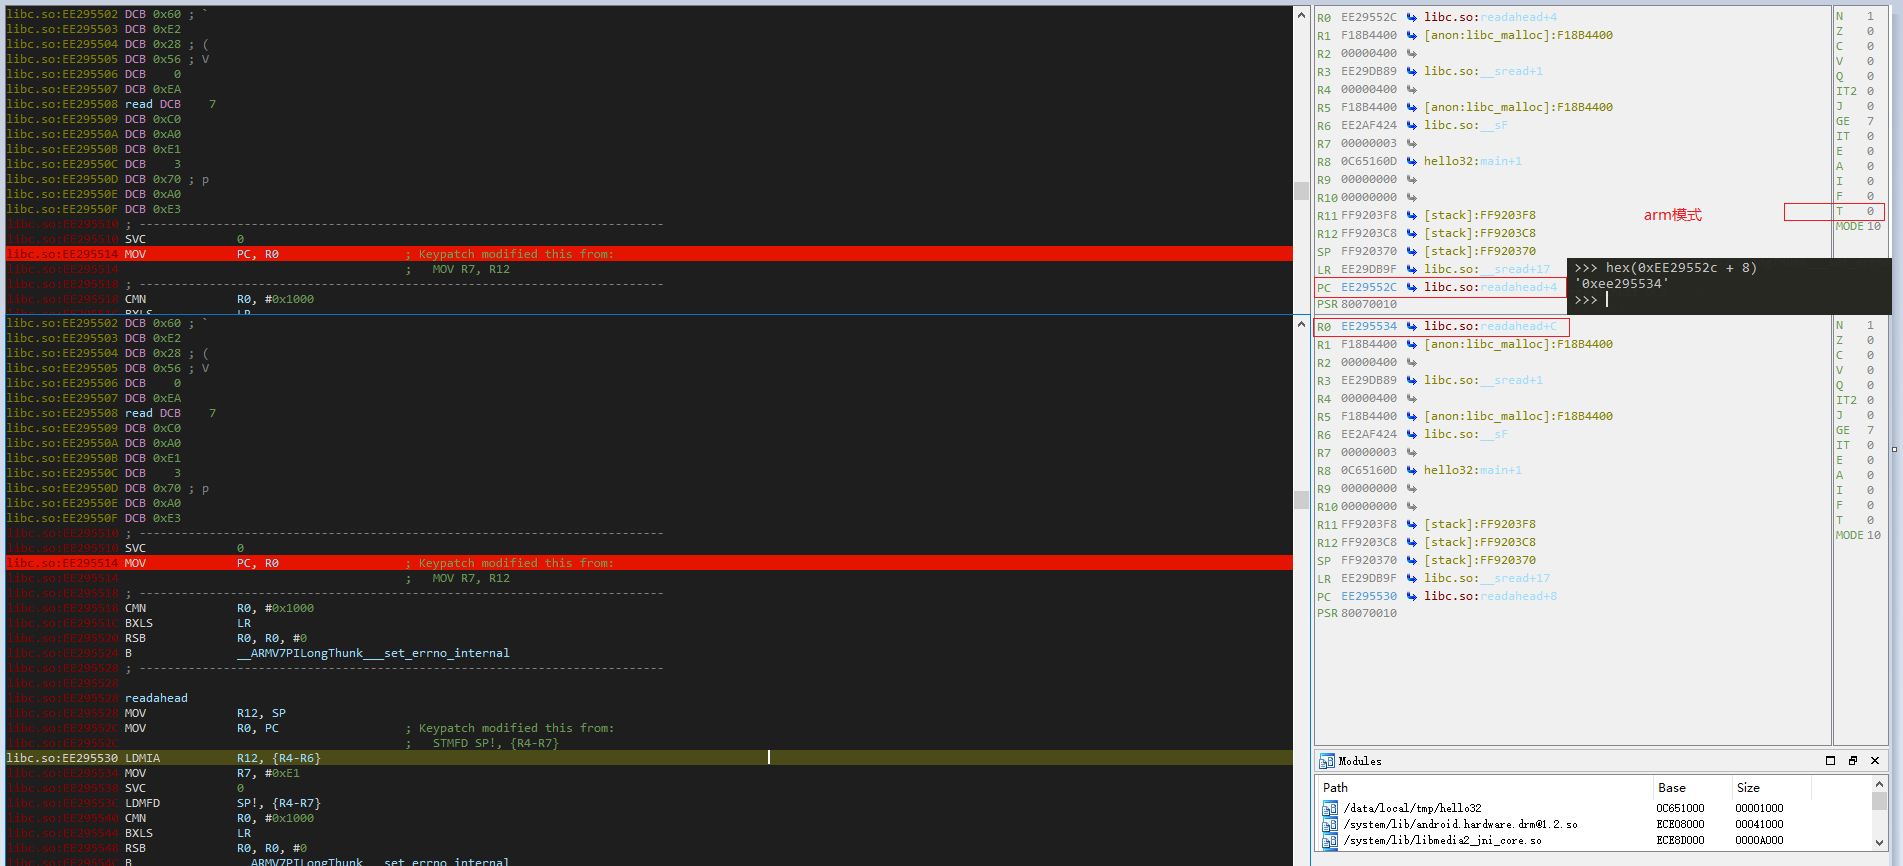 libc.so:EE295502 DCB 0x60 ; `
libc.so:EE295503 DCB 0xE2
libc.so:EE295504 DCB 0x28 ; (
libc.so:EE295505 DCB 0x56 ; V
libc.so:EE295506 DCB    0
libc.so:EE295507 DCB 0xEA
libc.so:EE295508 read DCB    7
libc.so:EE295509 DCB 0xC0
libc.so:EE29550A DCB 0xA0
libc.so:EE29550B DCB 0xE1
libc.so:EE29550C DCB    3
libc.so:EE29550D DCB 0x70 ; p
libc.so:EE29550E DCB 0xA0
libc.so:EE29550F DCB 0xE3
libc.so:EE295510 ; ---------------------------------------------------------------------------
libc.so:EE295510 SVC             0
libc.so:EE295514 MOV             PC, R0                  ; Keypatch modified this from:
libc.so:EE295514                                         ;   MOV R7, R12
libc.so:EE295518 ; ---------------------------------------------------------------------------
libc.so:EE295518 CMN             R0, #0x1000
libc.so:EE29551C BXLS            LR
R0 EE29552C libc.so:readahead+4
R1 F18B4400 [anon:libc_malloc]:F18B4400
R2 00000400
R3 EE29DB89 libc.so:__sread+1
R4 00000400
R5 F18B4400 [anon:libc_malloc]:F18B4400
R6 EE2AF424 libc.so:__sF
R7 00000003
R8 0C65160D hello32:main+1
R9 00000000
R10 00000000
R11 FF9203F8 [stack]:FF9203F8
R12 FF9203C8 [stack]:FF9203C8
SP FF920370 [stack]:FF920370
LR EE29DB9F libc.so:__sread+17
PC EE29552C libc.so:readahead+4
PSR 80070010
arm模式
N 1
Z 0
C 0
V 0
Q 0
IT2 0
J 0
GE 7
IT 0
E 0
A 0
I 0
F 0
T 0
MODE 10
>>> hex(0xEE29552c + 8)
'0xee295534'
>>>
libc.so:EE295502 DCB 0x60 ; `
libc.so:EE295503 DCB 0xE2
libc.so:EE295504 DCB 0x28 ; (
libc.so:EE295505 DCB 0x56 ; V
libc.so:EE295506 DCB    0
libc.so:EE295507 DCB 0xEA
libc.so:EE295508 read DCB    7
libc.so:EE295509 DCB 0xC0
libc.so:EE29550A DCB 0xA0
libc.so:EE29550B DCB 0xE1
libc.so:EE29550C DCB    3
libc.so:EE29550D DCB 0x70 ; p
libc.so:EE29550E DCB 0xA0
libc.so:EE29550F DCB 0xE3
libc.so:EE295510 ; ---------------------------------------------------------------------------
libc.so:EE295510 SVC             0
libc.so:EE295514 MOV             PC, R0                  ; Keypatch modified this from:
libc.so:EE295514                                         ;   MOV R7, R12
libc.so:EE295518 ; ---------------------------------------------------------------------------
libc.so:EE295518 CMN             R0, #0x1000
libc.so:EE29551C BXLS            LR
libc.so:EE295520 RSB             R0, R0, #0
libc.so:EE295524 B               __ARMV7PILongThunk___set_errno_internal
libc.so:EE295528 ; ---------------------------------------------------------------------------
libc.so:EE295528
libc.so:EE295528 readahead
libc.so:EE295528 MOV             R12, SP
libc.so:EE29552C MOV             R0, PC                  ; Keypatch modified this from:
libc.so:EE29552C                                         ;   STMFD SP!, {R4-R7}
libc.so:EE295530 LDMIA           R12, {R4-R6}
libc.so:EE295534 MOV             R7, #0xE1
libc.so:EE295538 SVC             0
libc.so:EE29553C LDMFD           SP!, {R4-R7}
libc.so:EE295540 CMN             R0, #0x1000
libc.so:EE295544 BXLS            LR
libc.so:EE295548 RSB             R0, R0, #0
libc.so:EE29554C B               __ARMV7PILongThunk___set_errno_internal
R0 EE295534 libc.so:readahead+C
R1 F18B4400 [anon:libc_malloc]:F18B4400
R2 00000400
R3 EE29DB89 libc.so:__sread+1
R4 00000400
R5 F18B4400 [anon:libc_malloc]:F18B4400
R6 EE2AF424 libc.so:__sF
R7 00000003
R8 0C65160D hello32:main+1
R9 00000000
R10 00000000
R11 FF9203F8 [stack]:FF9203F8
R12 FF9203C8 [stack]:FF9203C8
SP FF920370 [stack]:FF920370
LR EE29DB9F libc.so:__sread+17
PC EE295530 libc.so:readahead+8
PSR 80070010
N 1
Z 0
C 0
V 0
Q 0
IT2 0
J 0
GE 7
IT 0
E 0
A 0
I 0
F 0
T 0
MODE 10
Modules
Path Base Size
/data/local/tmp/hello32 0C651000 00001000
/system/lib/android.hardware.drm@1.2.so ECE08000 00041000
/system/lib/libmedia2_jni_core.so ECE8D000 0000A000